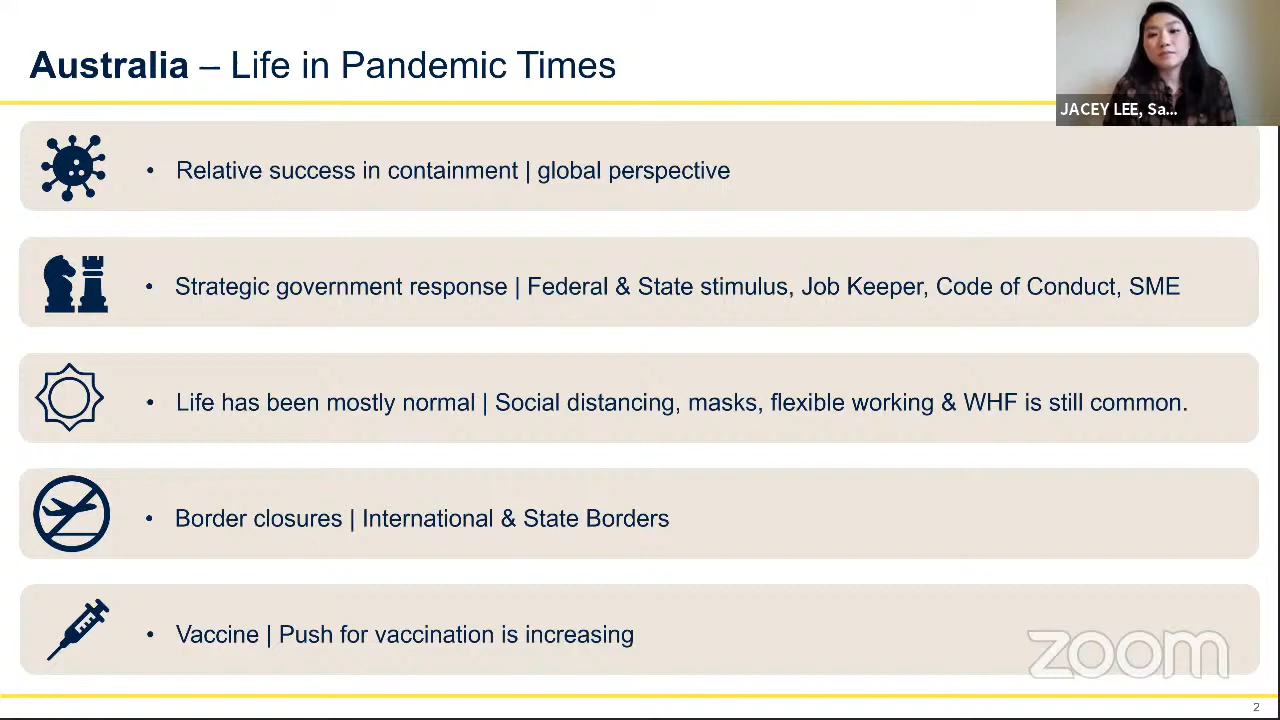 Australia – Life in Pandemic Times
JACEY LEE, Sa...
• Relative success in containment | global perspective
• Strategic government response | Federal & State stimulus, Job Keeper, Code of Conduct, SME
• Life has been mostly normal | Social distancing, masks, flexible working & WHF is still common.
• Border closures | International & State Borders
• Vaccine | Push for vaccination is increasing
zoom
2